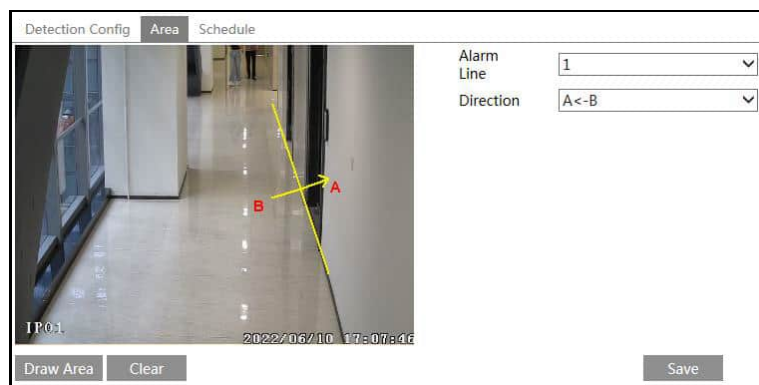 Detection Config Area Schedule
Alarm
Line
1
Direction
A<-B
A
B
IP01
2022/06/10 17:07:46
Draw Area Clear
Save